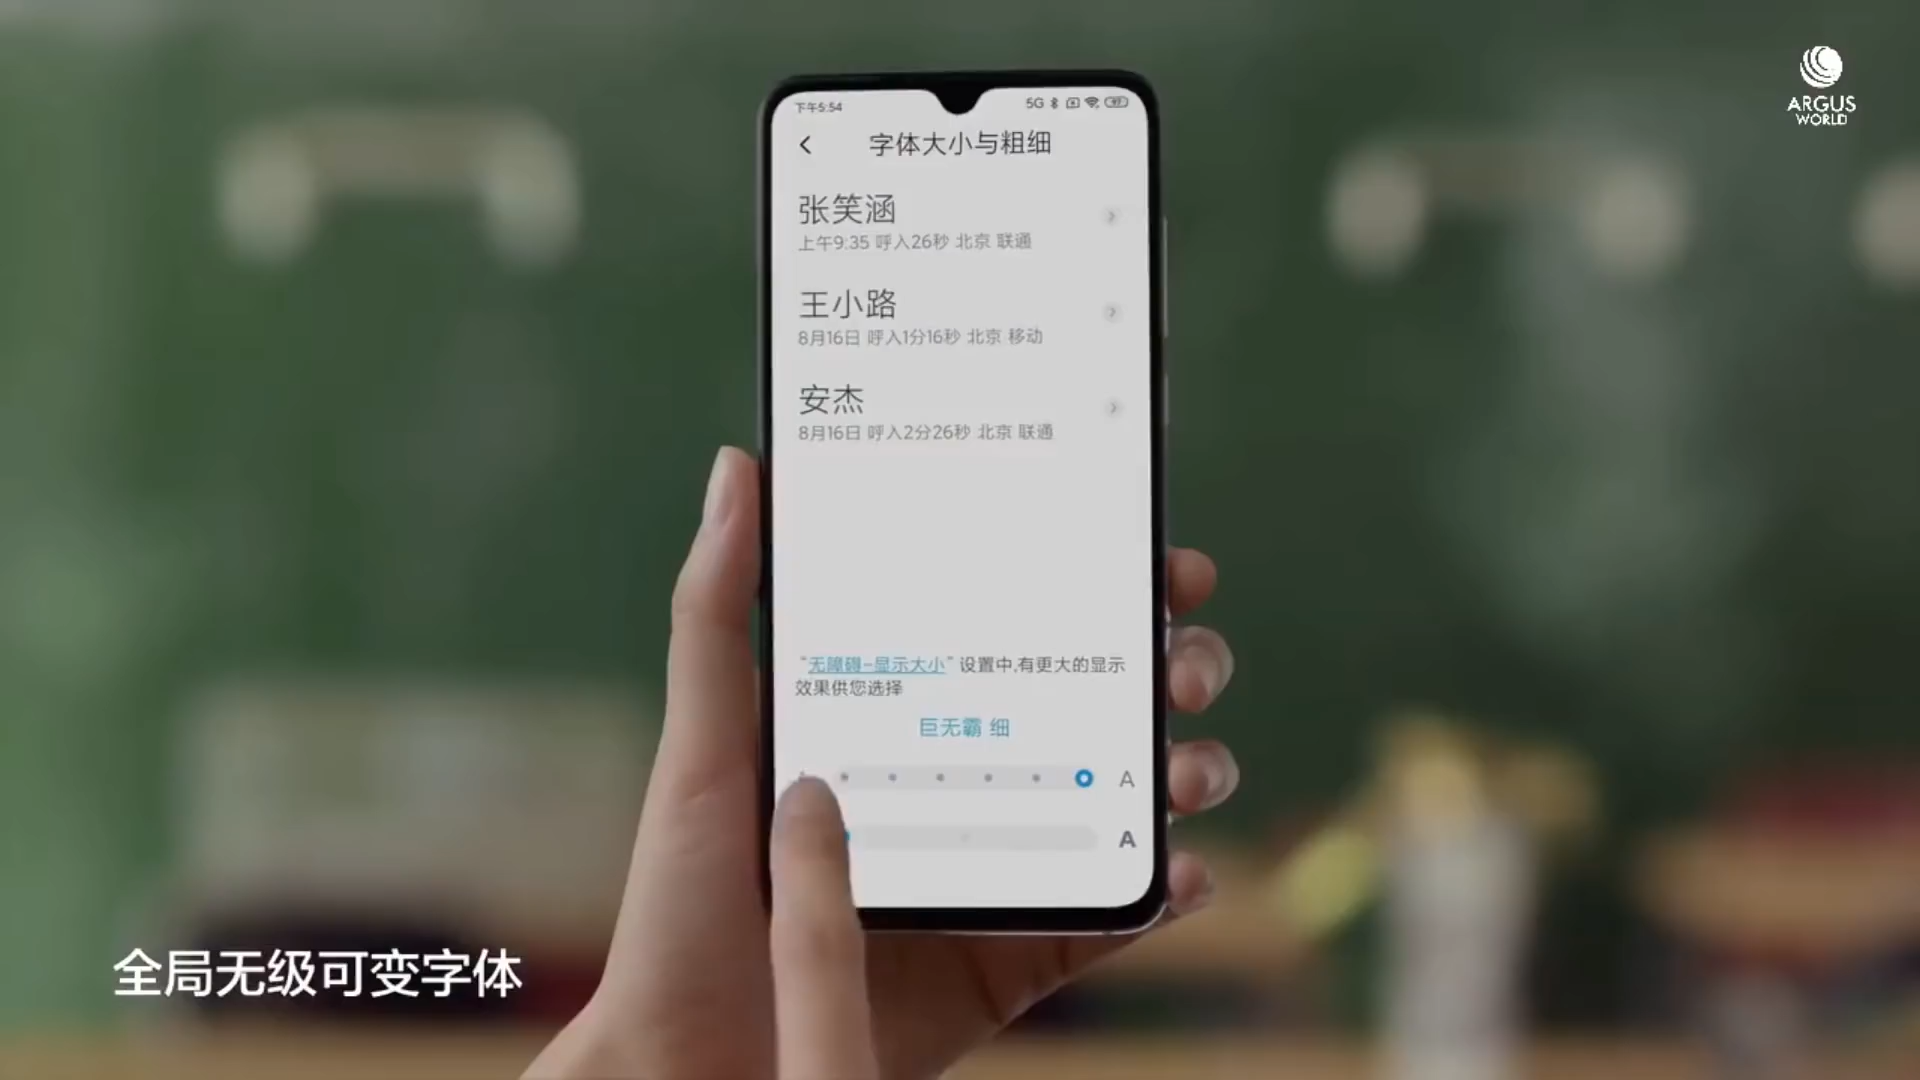 ARGUS
WORLD
下午5:54
5G
字体大小与粗细
张笑涵
上午9:35 呼入26秒 北京 联通
王小路
8月16日 呼入1分16秒 北京 移动
安杰
8月16日 呼入2分26秒 北京 联通
“无障碍-显示大小”设置中,有更大的显示
效果供您选择
巨无霸 细
A
A
全局无级可变字体